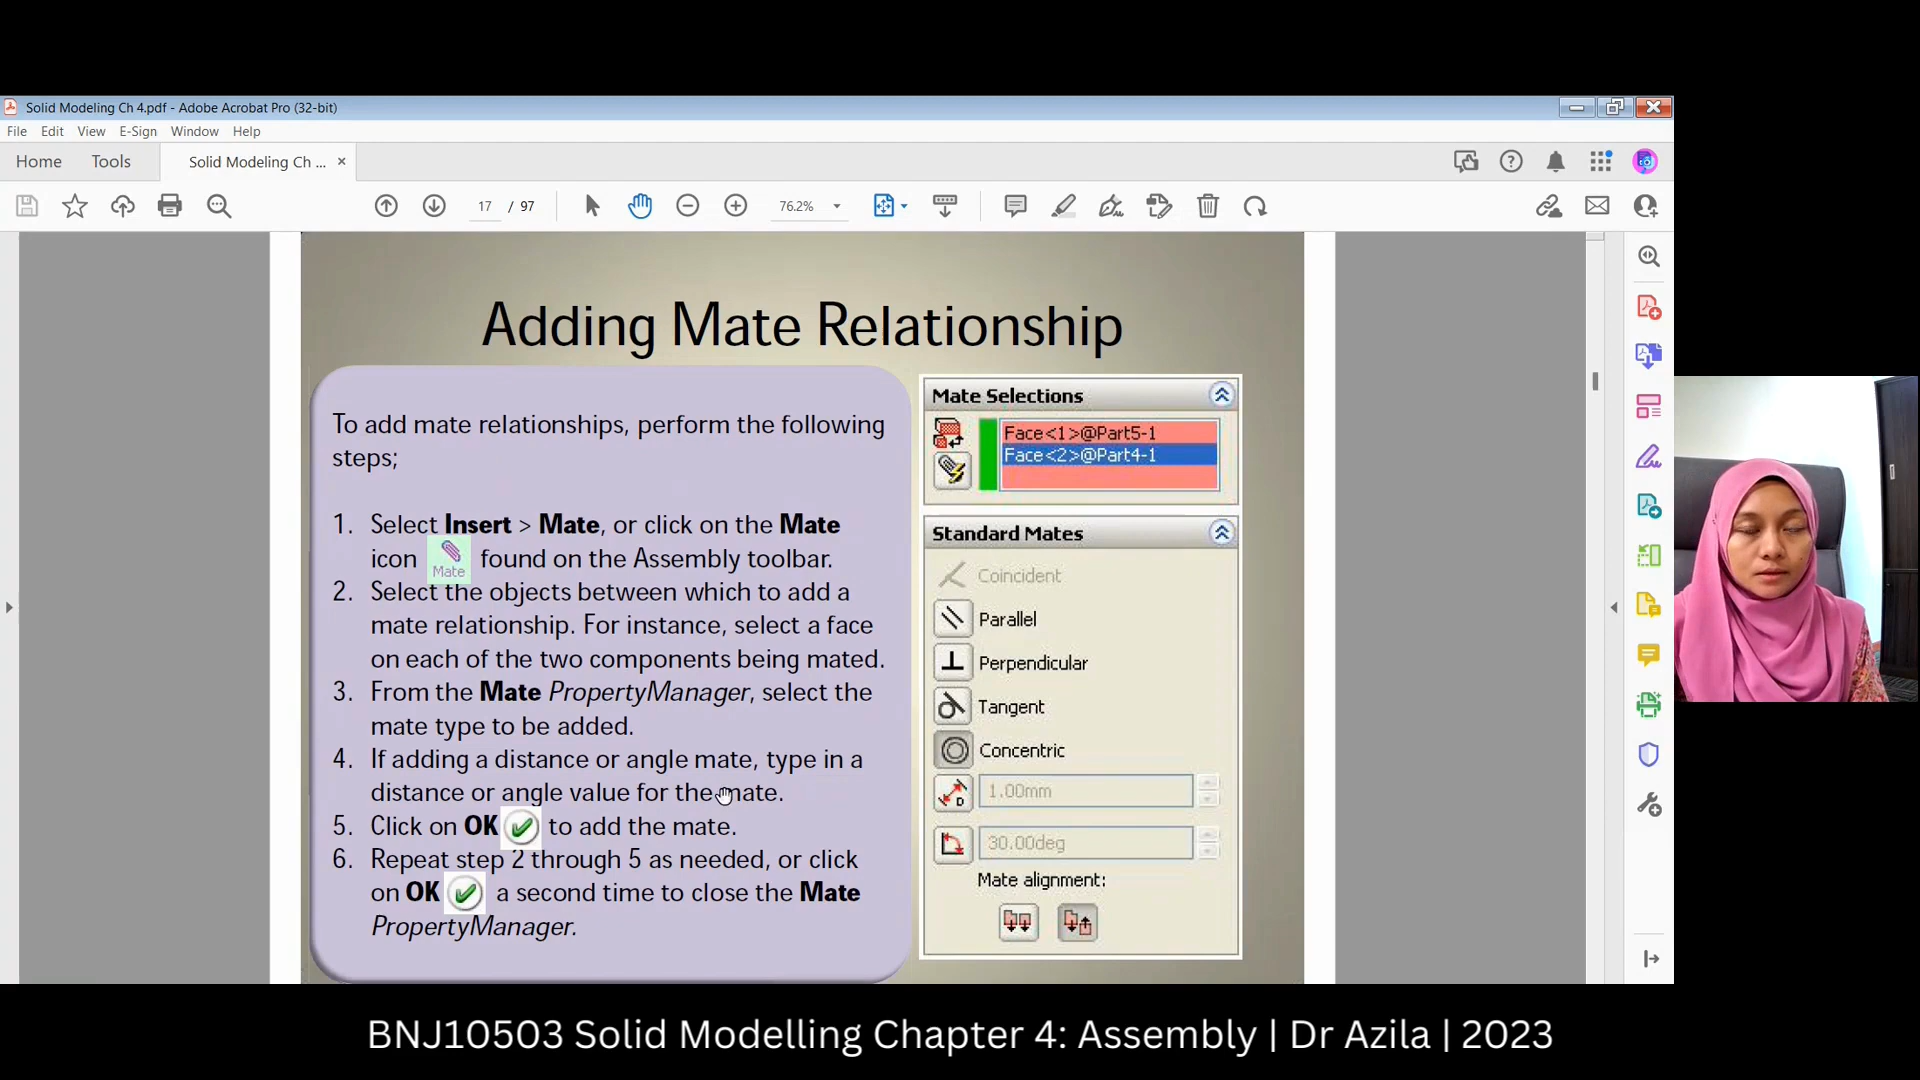 Solid Modeling Ch 4.pdf - Adobe Acrobat Pro (32-bit)
File Edit View E-Sign Window Help
Home Tools Solid Modeling Ch ... ×
17 / 97 76.2%
Adding Mate Relationship
To add mate relationships, perform the following
steps;
1. Select Insert > Mate, or click on the Mate
icon Mate found on the Assembly toolbar.
2. Select the objects between which to add a
mate relationship. For instance, select a face
on each of the two components being mated.
3. From the Mate PropertyManager, select the
mate type to be added.
4. If adding a distance or angle mate, type in a
distance or angle value for the mate.
5. Click on OK to add the mate.
6. Repeat step 2 through 5 as needed, or click
on OK a second time to close the Mate
PropertyManager.
Mate Selections
Face<1>@Part5-1
Face<2>@Part4-1
Standard Mates
Coincident
Parallel
Perpendicular
Tangent
Concentric
1.00mm
30.00deg
Mate alignment:
BNJ10503 Solid Modelling Chapter 4: Assembly | Dr Azila | 2023